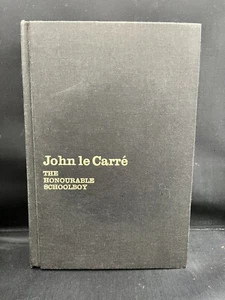 John le Carré
THE
HONOURABLE
SCHOOLBOY